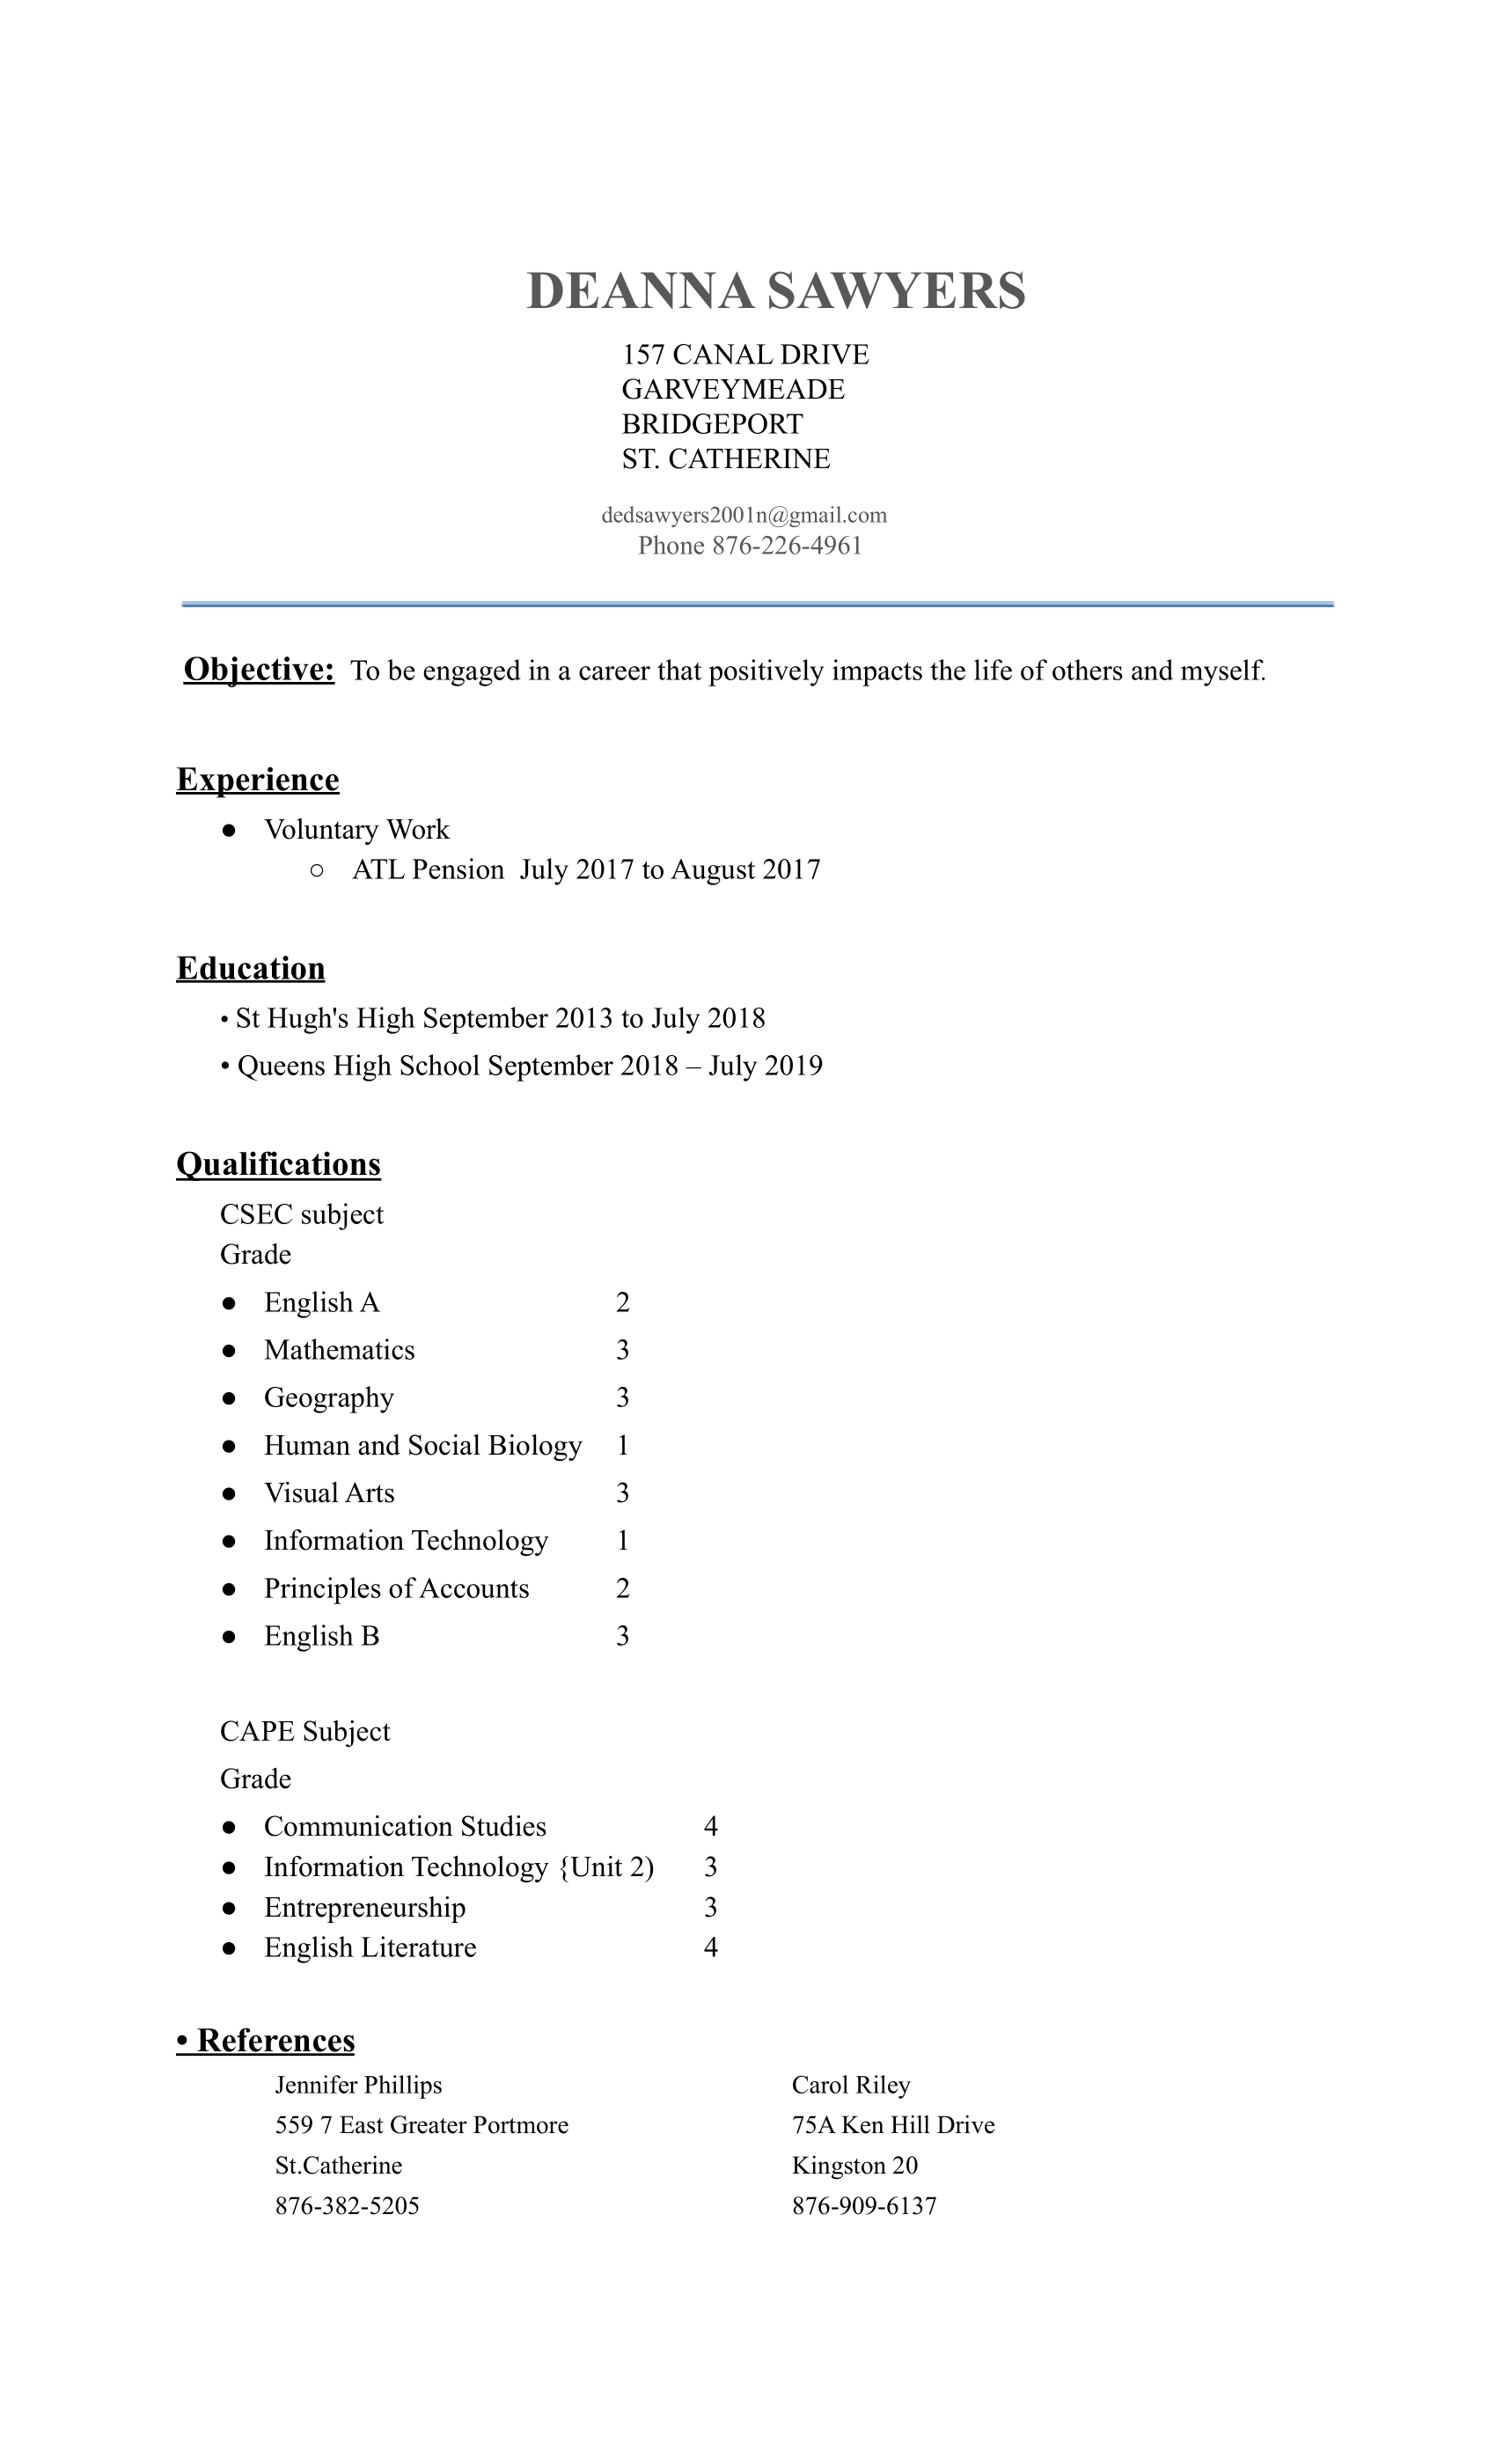 DEANNA SAWYERS
157 CANAL DRIVE
GARVEYMEADE
BRIDGEPORT
ST. CATHERINE
dedsawyers2001n@gmail.com
Phone 876-226-4961
Objective: To be engaged in a career that positively impacts the life of others and myself.
Experience
● Voluntary Work
○ ATL Pension July 2017 to August 2017
Education
• St Hugh's High September 2013 to July 2018
• Queens High School September 2018 – July 2019
Qualifications
CSEC subject
Grade
● English A 2
● Mathematics 3
● Geography 3
● Human and Social Biology 1
● Visual Arts 3
● Information Technology 1
● Principles of Accounts 2
● English B 3
CAPE Subject
Grade
● Communication Studies 4
● Information Technology {Unit 2) 3
● Entrepreneurship 3
● English Literature 4
• References
Jennifer Phillips Carol Riley
559 7 East Greater Portmore 75A Ken Hill Drive
St.Catherine Kingston 20
876-382-5205 876-909-6137